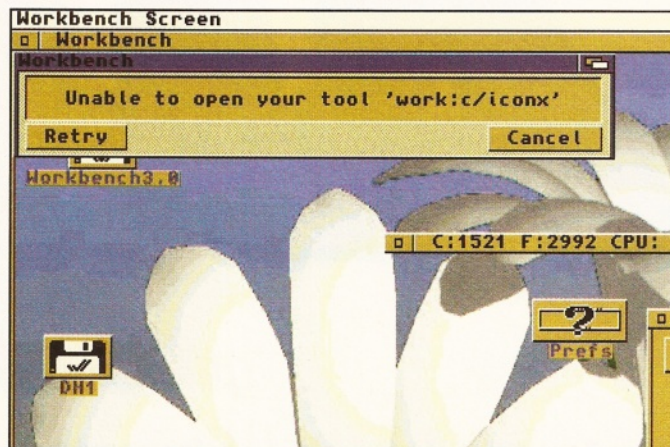 Workbench Screen
Workbench
Workbench
Unable to open your tool 'work:c/iconx'
Retry
Cancel
Workbench3.0
C:1521 F:2992 CPU:
Prefs
DH1